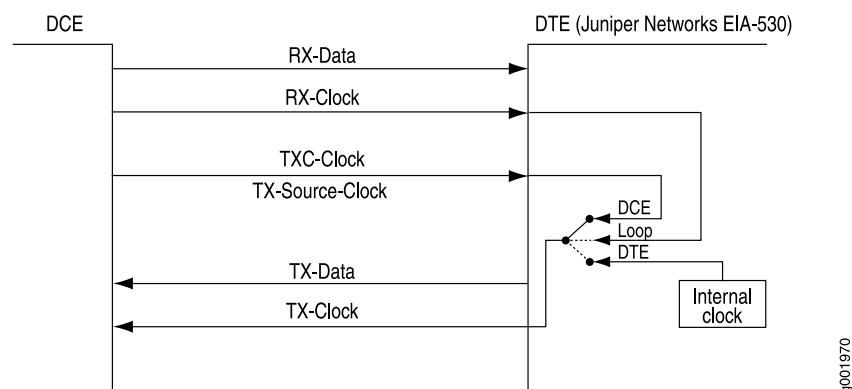 DCE
DTE (Juniper Networks EIA-530)
RX-Data
RX-Clock
TXC-Clock
TX-Source-Clock
DCE
Loop
DTE
TX-Data
Internal
clock
TX-Clock
g001970